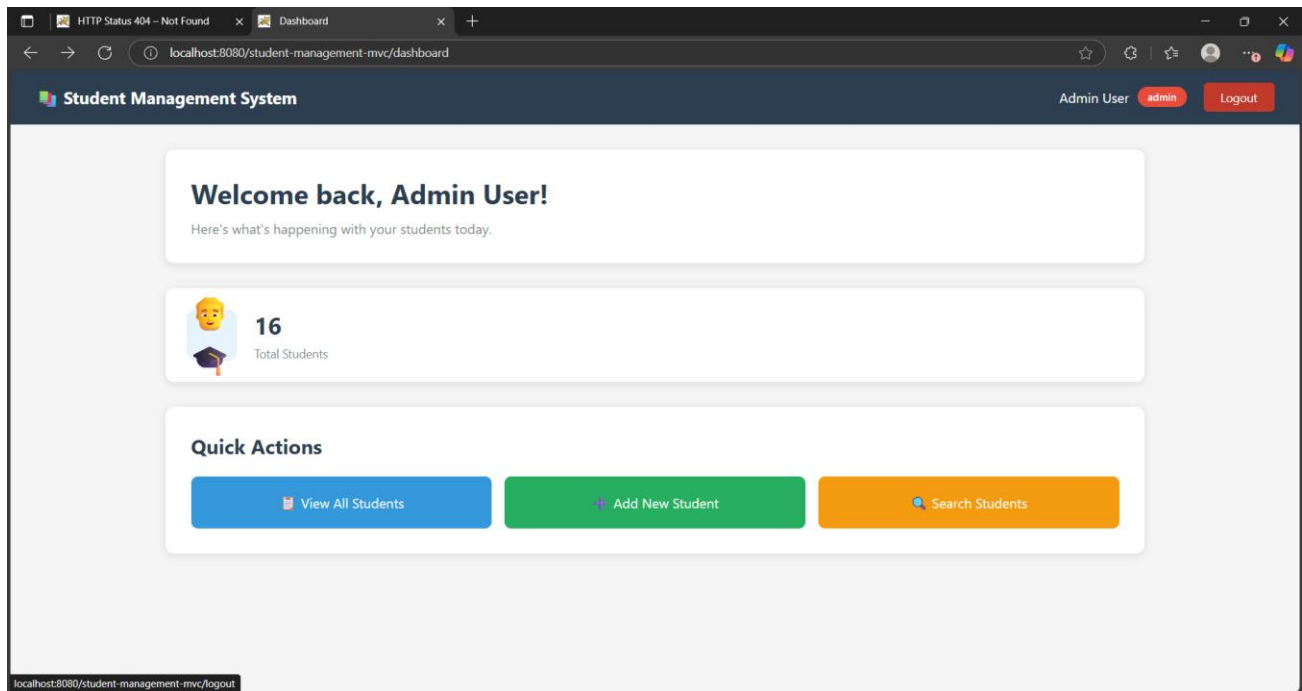 HTTP Status 404 – Not Found
Dashboard
localhost:8080/student-management-mvc/dashboard
Student Management System
Admin User
admin
Logout
Welcome back, Admin User!
Here's what's happening with your students today.
16
Total Students
Quick Actions
View All Students
Add New Student
Search Students
localhost:8080/student-management-mvc/logout